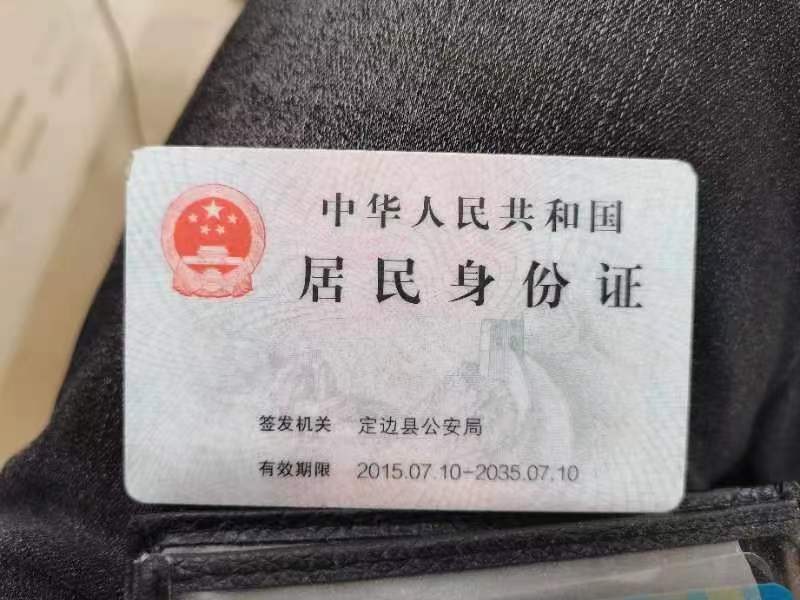 中华人民共和国
居民身份证
签发机关 定边县公安局
有效期限 2015.07.10-2035.07.10